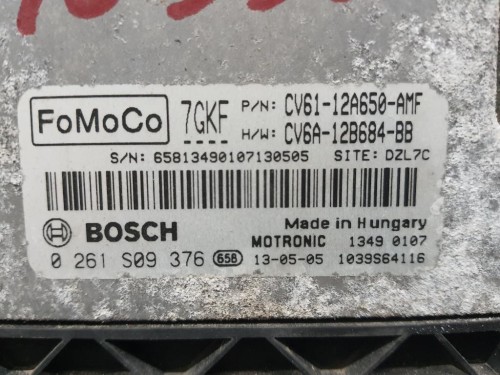 FoMoCo 7GKF P/N: CV61-12A650-AMF
H/W: CV6A-12B684-BB
S/N: 65813490107130505 SITE: DZL7C
BOSCH Made in Hungary
MOTRONIC 1349 0107
0 261 S09 376 658 13-05-05 1039S64116